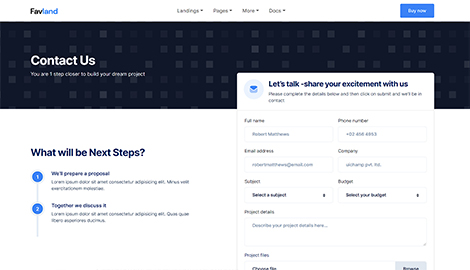 Favland
Landings Pages More Docs
Buy now
Contact Us
You are 1 step closer to build your dream project
Let's talk -share your excitement with us
Please complete the details below and then click on submit and we'll be in
contact
Full name
Phone number
Robert Matthews
+02 456 6853
Email address
Company
robertmatthews@email.com
uichamp pvt. ltd.
Subject
Budget
Select a subject
Select your budget
Project details
Describe your project details here...
Project files
Choose file
Browse
What will be Next Steps?
1
We'll prepare a proposal
Lorem ipsum dolor sit amet consectetur adipisicing elit. Minus velit
exercitationem molestias.
2
Together we discuss it
Lorem ipsum dolor sit amet consectetur adipisicing elit. Quis quae
libero asperiores ducimus.